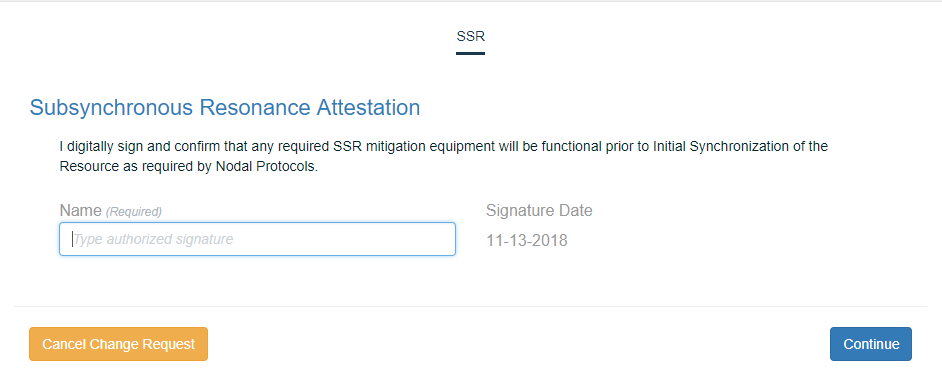 SSR
Subsynchronous Resonance Attestation
I digitally sign and confirm that any required SSR mitigation equipment will be functional prior to Initial Synchronization of the
Resource as required by Nodal Protocols.
Name (Required)
Signature Date
Type authorized signature
11-13-2018
Cancel Change Request
Continue